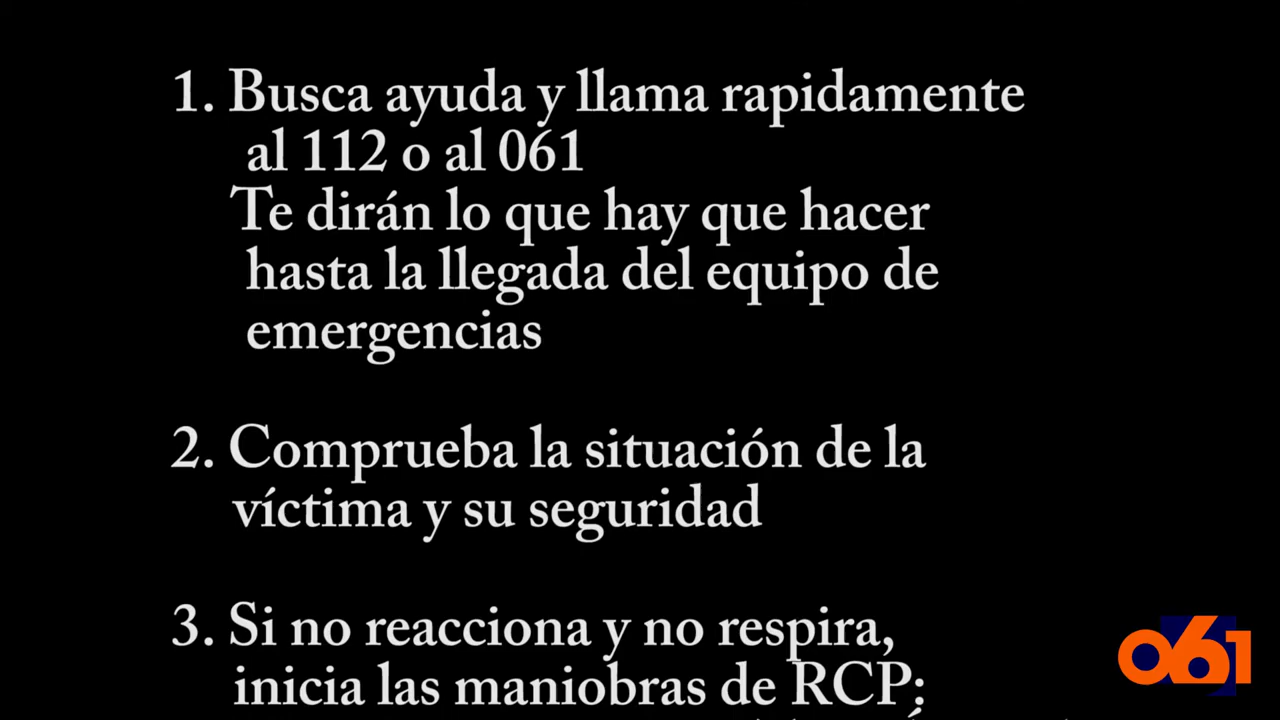 1. Busca ayuda y llama rapidamente
al 112 o al 061
Te dirán lo que hay que hacer
hasta la llegada del equipo de
emergencias
2. Comprueba la situación de la
víctima y su seguridad
3. Si no reacciona y no respira,
inicia las maniobras de RCP:
061